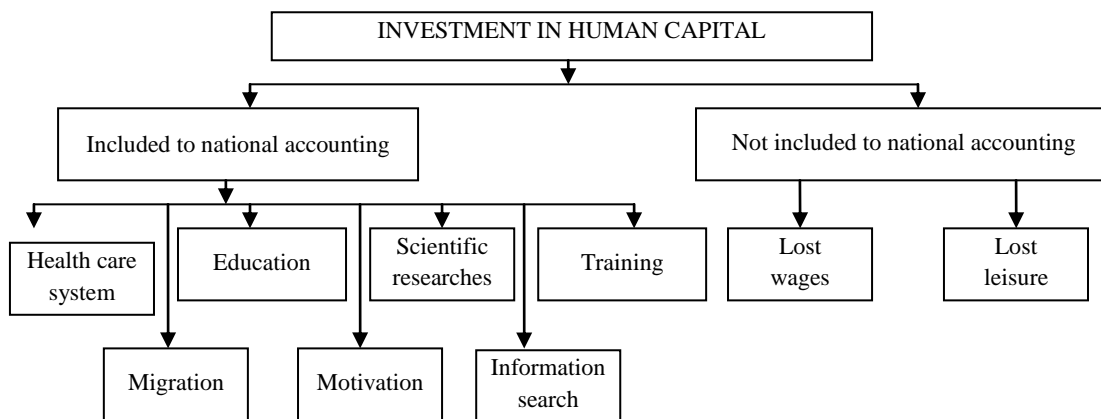 INVESTMENT IN HUMAN CAPITAL
Included to national accounting
Not included to national accounting
Health care
system
Education
Scientific
researches
Training
Lost
wages
Lost
leisure
Migration
Motivation
Information
search